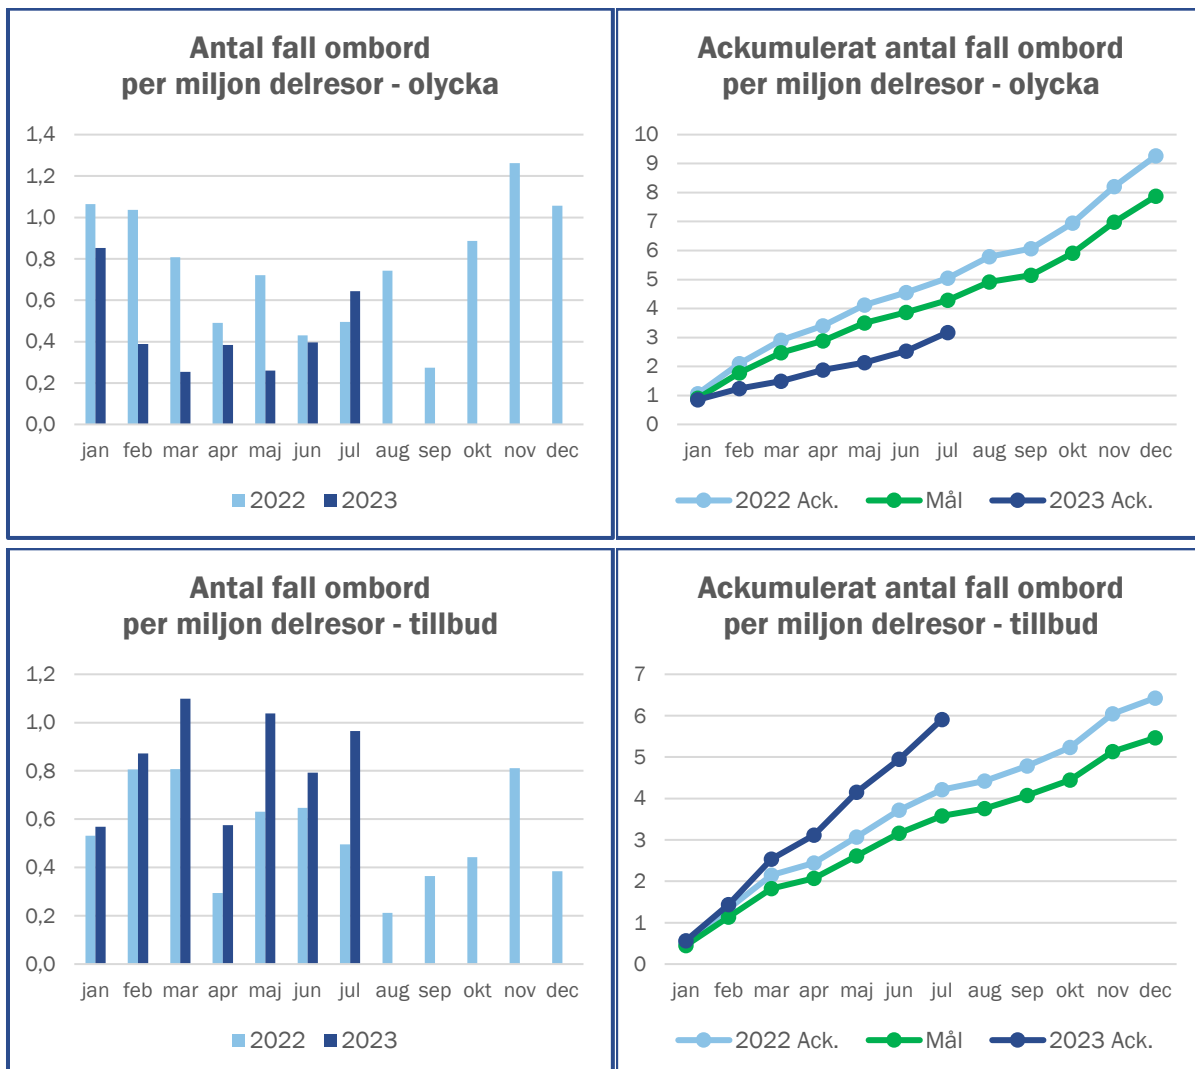 Antal fall ombord
per miljon delresor - olycka
1,4
1,2
1,0
0,8
0,6
0,4
0,2
0,0
jan feb mar apr maj jun jul aug sep okt nov dec
2022 2023
Ackumulerat antal fall ombord
per miljon delresor - olycka
10
9
8
7
6
5
4
3
2
1
0
jan feb mar apr maj jun jul aug sep okt nov dec
2022 Ack. Mål 2023 Ack.
Antal fall ombord
per miljon delresor - tillbud
1,2
1,0
0,8
0,6
0,4
0,2
0,0
jan feb mar apr maj jun jul aug sep okt nov dec
2022 2023
Ackumulerat antal fall ombord
per miljon delresor - tillbud
7
6
5
4
3
2
1
0
jan feb mar apr maj jun jul aug sep okt nov dec
2022 Ack. Mål 2023 Ack.